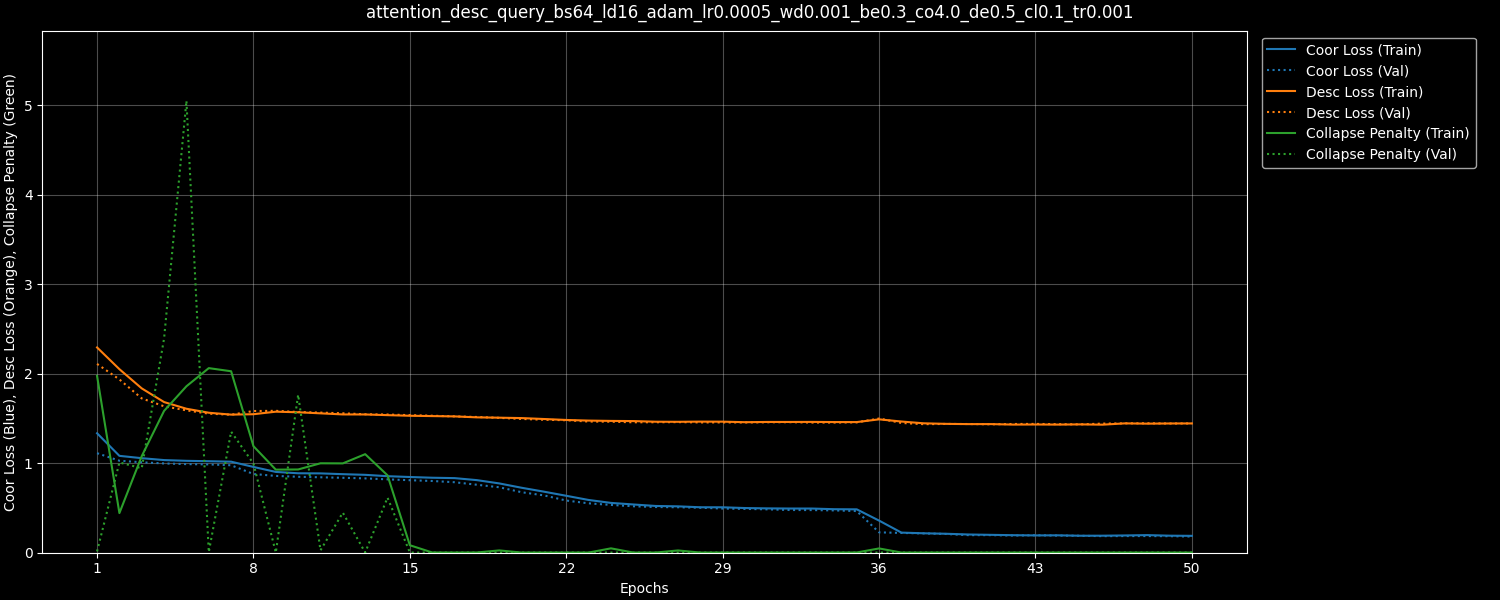 attention_desc_query_bs64_ld16_adam_lr0.0005_wd0.001_be0.3_co4.0_de0.5_cl0.1_tr0.001
Coor Loss (Blue), Desc Loss (Orange), Collapse Penalty (Green)
5
4
3
2
1
0
1 8 15 22 29 36 43 50
Epochs
Coor Loss (Train)
Coor Loss (Val)
Desc Loss (Train)
Desc Loss (Val)
Collapse Penalty (Train)
Collapse Penalty (Val)